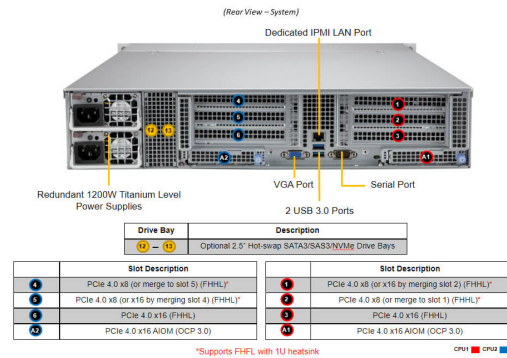 (Rear View – System)
Dedicated IPMI LAN Port
4
1
5
2
12 13
6
3
A2
A1
VGA Port
Serial Port
Redundant 1200W Titanium Level
Power Supplies
2 USB 3.0 Ports
Drive Bay Description
12 – 13 Optional 2.5" Hot-swap SATA3/SAS3/NVMe Drive Bays
Slot Description
4 PCIe 4.0 x8 (or merge to slot 5) (FHHL)*
5 PCIe 4.0 x8 (or x16 by merging slot 4) (FHHL)*
6 PCIe 4.0 x16 (FHHL)
A2 PCIe 4.0 x16 AIOM (OCP 3.0)
Slot Description
1 PCIe 4.0 x8 (or x16 by merging slot 2) (FHHL)*
2 PCIe 4.0 x8 (or merge to slot 1) (FHHL)*
3 PCIe 4.0 x16 (FHHL)
A1 PCIe 4.0 x16 AIOM (OCP 3.0)
*Supports FHFL with 1U heatsink
CPU1 CPU2